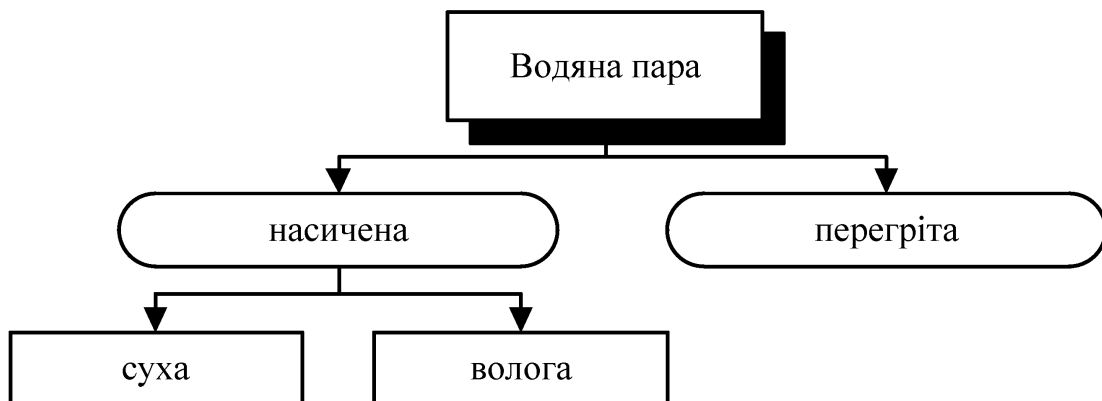 Водяна пара
насичена
перегріта
суха
волога